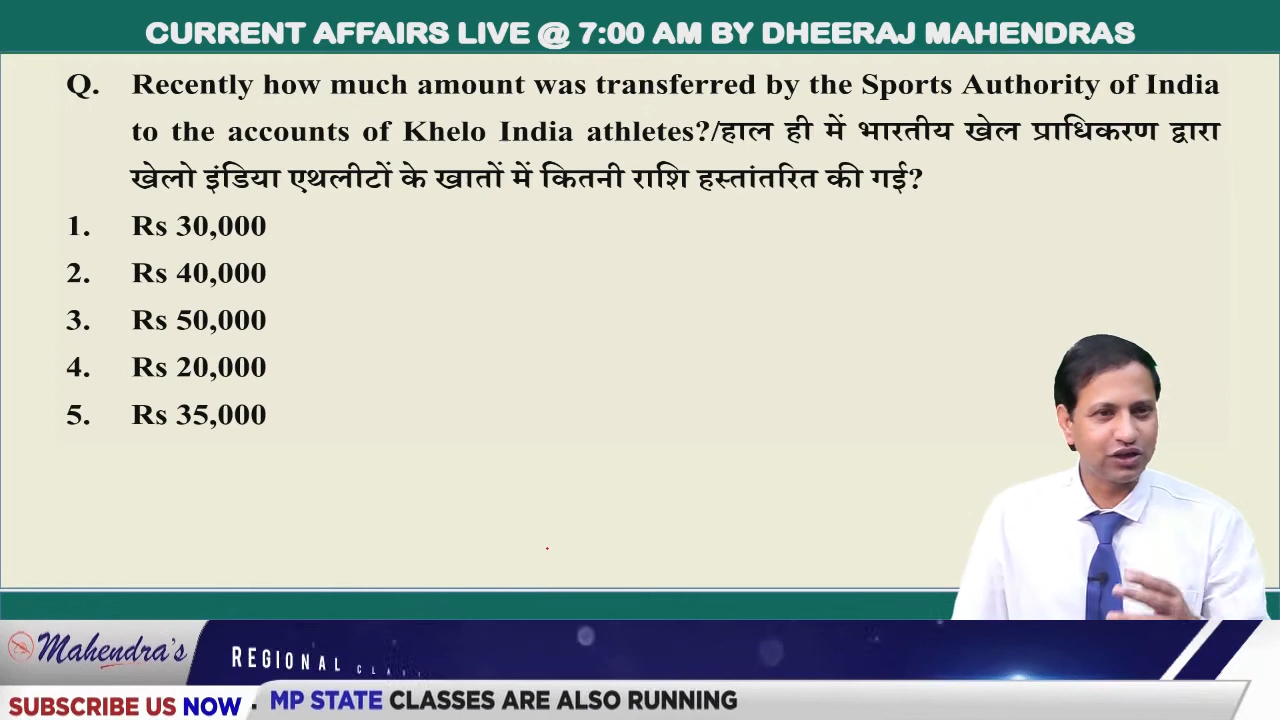 CURRENT AFFAIRS LIVE @ 7:00 AM BY DHEERAJ MAHENDRAS
Q. Recently how much amount was transferred by the Sports Authority of India
to the accounts of Khelo India athletes?/हाल ही में भारतीय खेल प्राधिकरण द्वारा
खेलो इंडिया एथलीटों के खातों में कितनी राशि हस्तांतरित की गई?
1. Rs 30,000
2. Rs 40,000
3. Rs 50,000
4. Rs 20,000
5. Rs 35,000
Mahendra's
REGIONAL
SUBSCRIBE US NOW
. MP STATE CLASSES ARE ALSO RUNNING